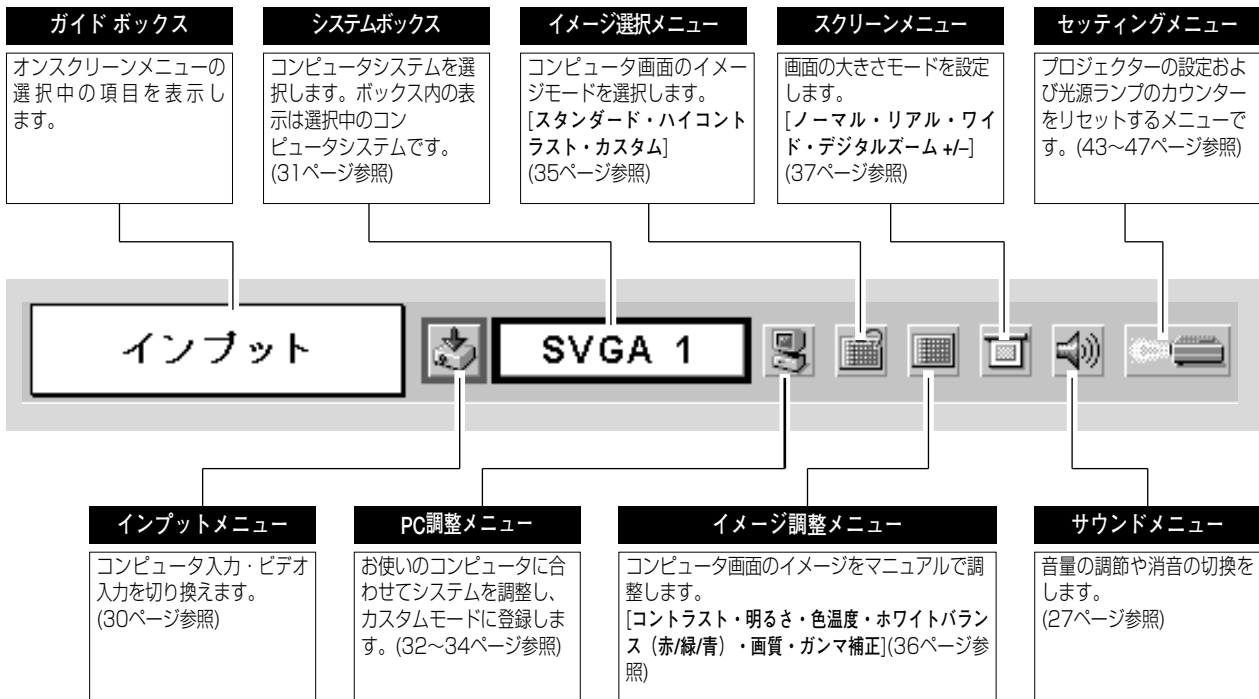 ガイド ボックス
オンスクリーンメニューの
選択中の項目を表示し
ます。
システムボックス
コンピュータシステムを選
択します。ボックス内の表
示は選択中のコン
ピュータシステムです。
(31ページ参照)
イメージ選択メニュー
コンピュータ画面のイメー
ジモードを選択します。
[スタンダード・ハイコント
ラスト・カスタム]
(35ページ参照)
スクリーンメニュー
画面の大きさモードを設定
します。
[ノーマル・リアル・ワイ
ド・デジタルズーム +/–]
(37ページ参照)
セッティングメニュー
プロジェクターの設定およ
び光源ランプのカウンター
をリセットするメニューで
す。(43〜47ページ参照)
インプット
SVGA 1
インプットメニュー
コンピュータ入力・ビデオ
入力を切り換えます。
(30ページ参照)
PC調整メニュー
お使いのコンピュータに合
わせてシステムを調整し、
カスタムモードに登録しま
す。(32〜34ページ参照)
イメージ調整メニュー
コンピュータ画面のイメージをマニュアルで調
整します。
[コントラスト・明るさ・色温度・ホワイトバラン
ス（赤/緑/青）・画質・ガンマ補正](36ページ参
照)
サウンドメニュー
音量の調節や消音の切換を
します。
(27ページ参照)